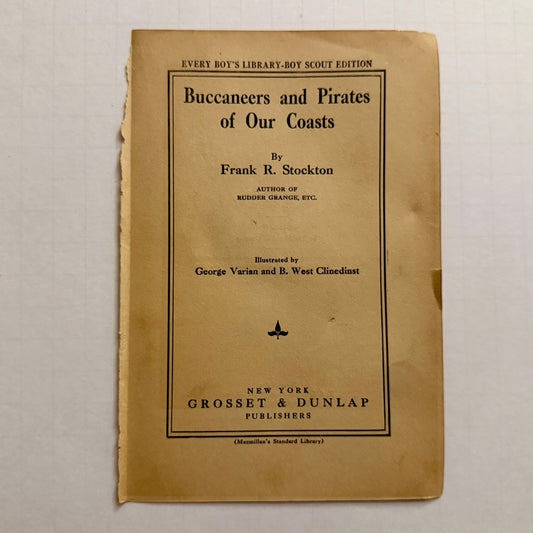 EVERY BOY'S LIBRARY-BOY SCOUT EDITION
Buccaneers and Pirates
of Our Coasts
By
Frank R. Stockton
AUTHOR OF
RUDDER GRANGE, ETC.
Illustrated by
George Varian and B. West Clinedinst
NEW YORK
GROSSET & DUNLAP
PUBLISHERS
(Macmillan's Standard Library)